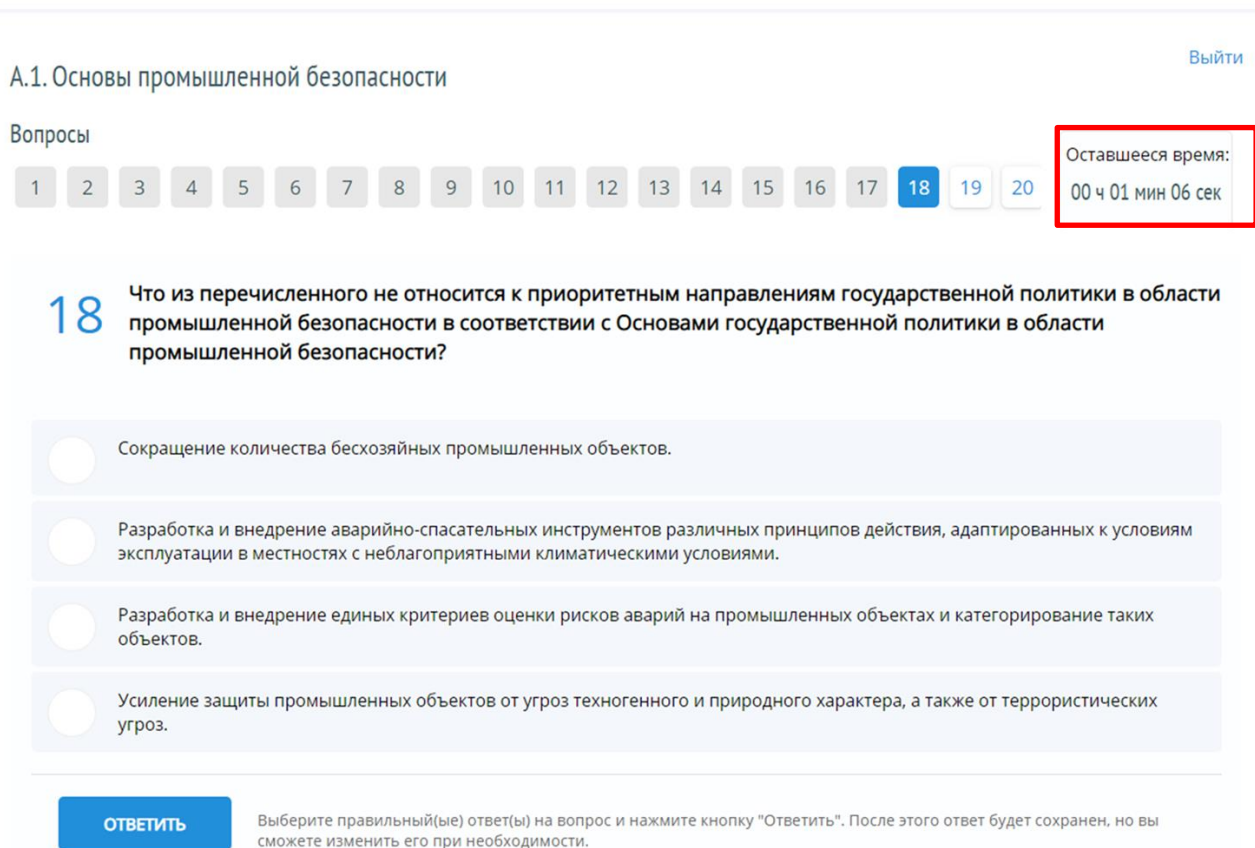 Выйти
А.1. Основы промышленной безопасности
Вопросы
Оставшееся время:
1 2 3 4 5 6 7 8 9 10 11 12 13 14 15 16 17 18 19 20
00 ч 01 мин 06 сек
18
Что из перечисленного не относится к приоритетным направлениям государственной политики в области
промышленной безопасности в соответствии с Основами государственной политики в области
промышленной безопасности?
Сокращение количества бесхозяйных промышленных объектов.
Разработка и внедрение аварийно-спасательных инструментов различных принципов действия, адаптированных к условиям
эксплуатации в местностях с неблагоприятными климатическими условиями.
Разработка и внедрение единых критериев оценки рисков аварий на промышленных объектах и категорирование таких
объектов.
Усиление защиты промышленных объектов от угроз техногенного и природного характера, а также от террористических
угроз.
ОТВЕТИТЬ
Выберите правильный(ые) ответ(ы) на вопрос и нажмите кнопку "Ответить". После этого ответ будет сохранен, но вы
сможете изменить его при необходимости.